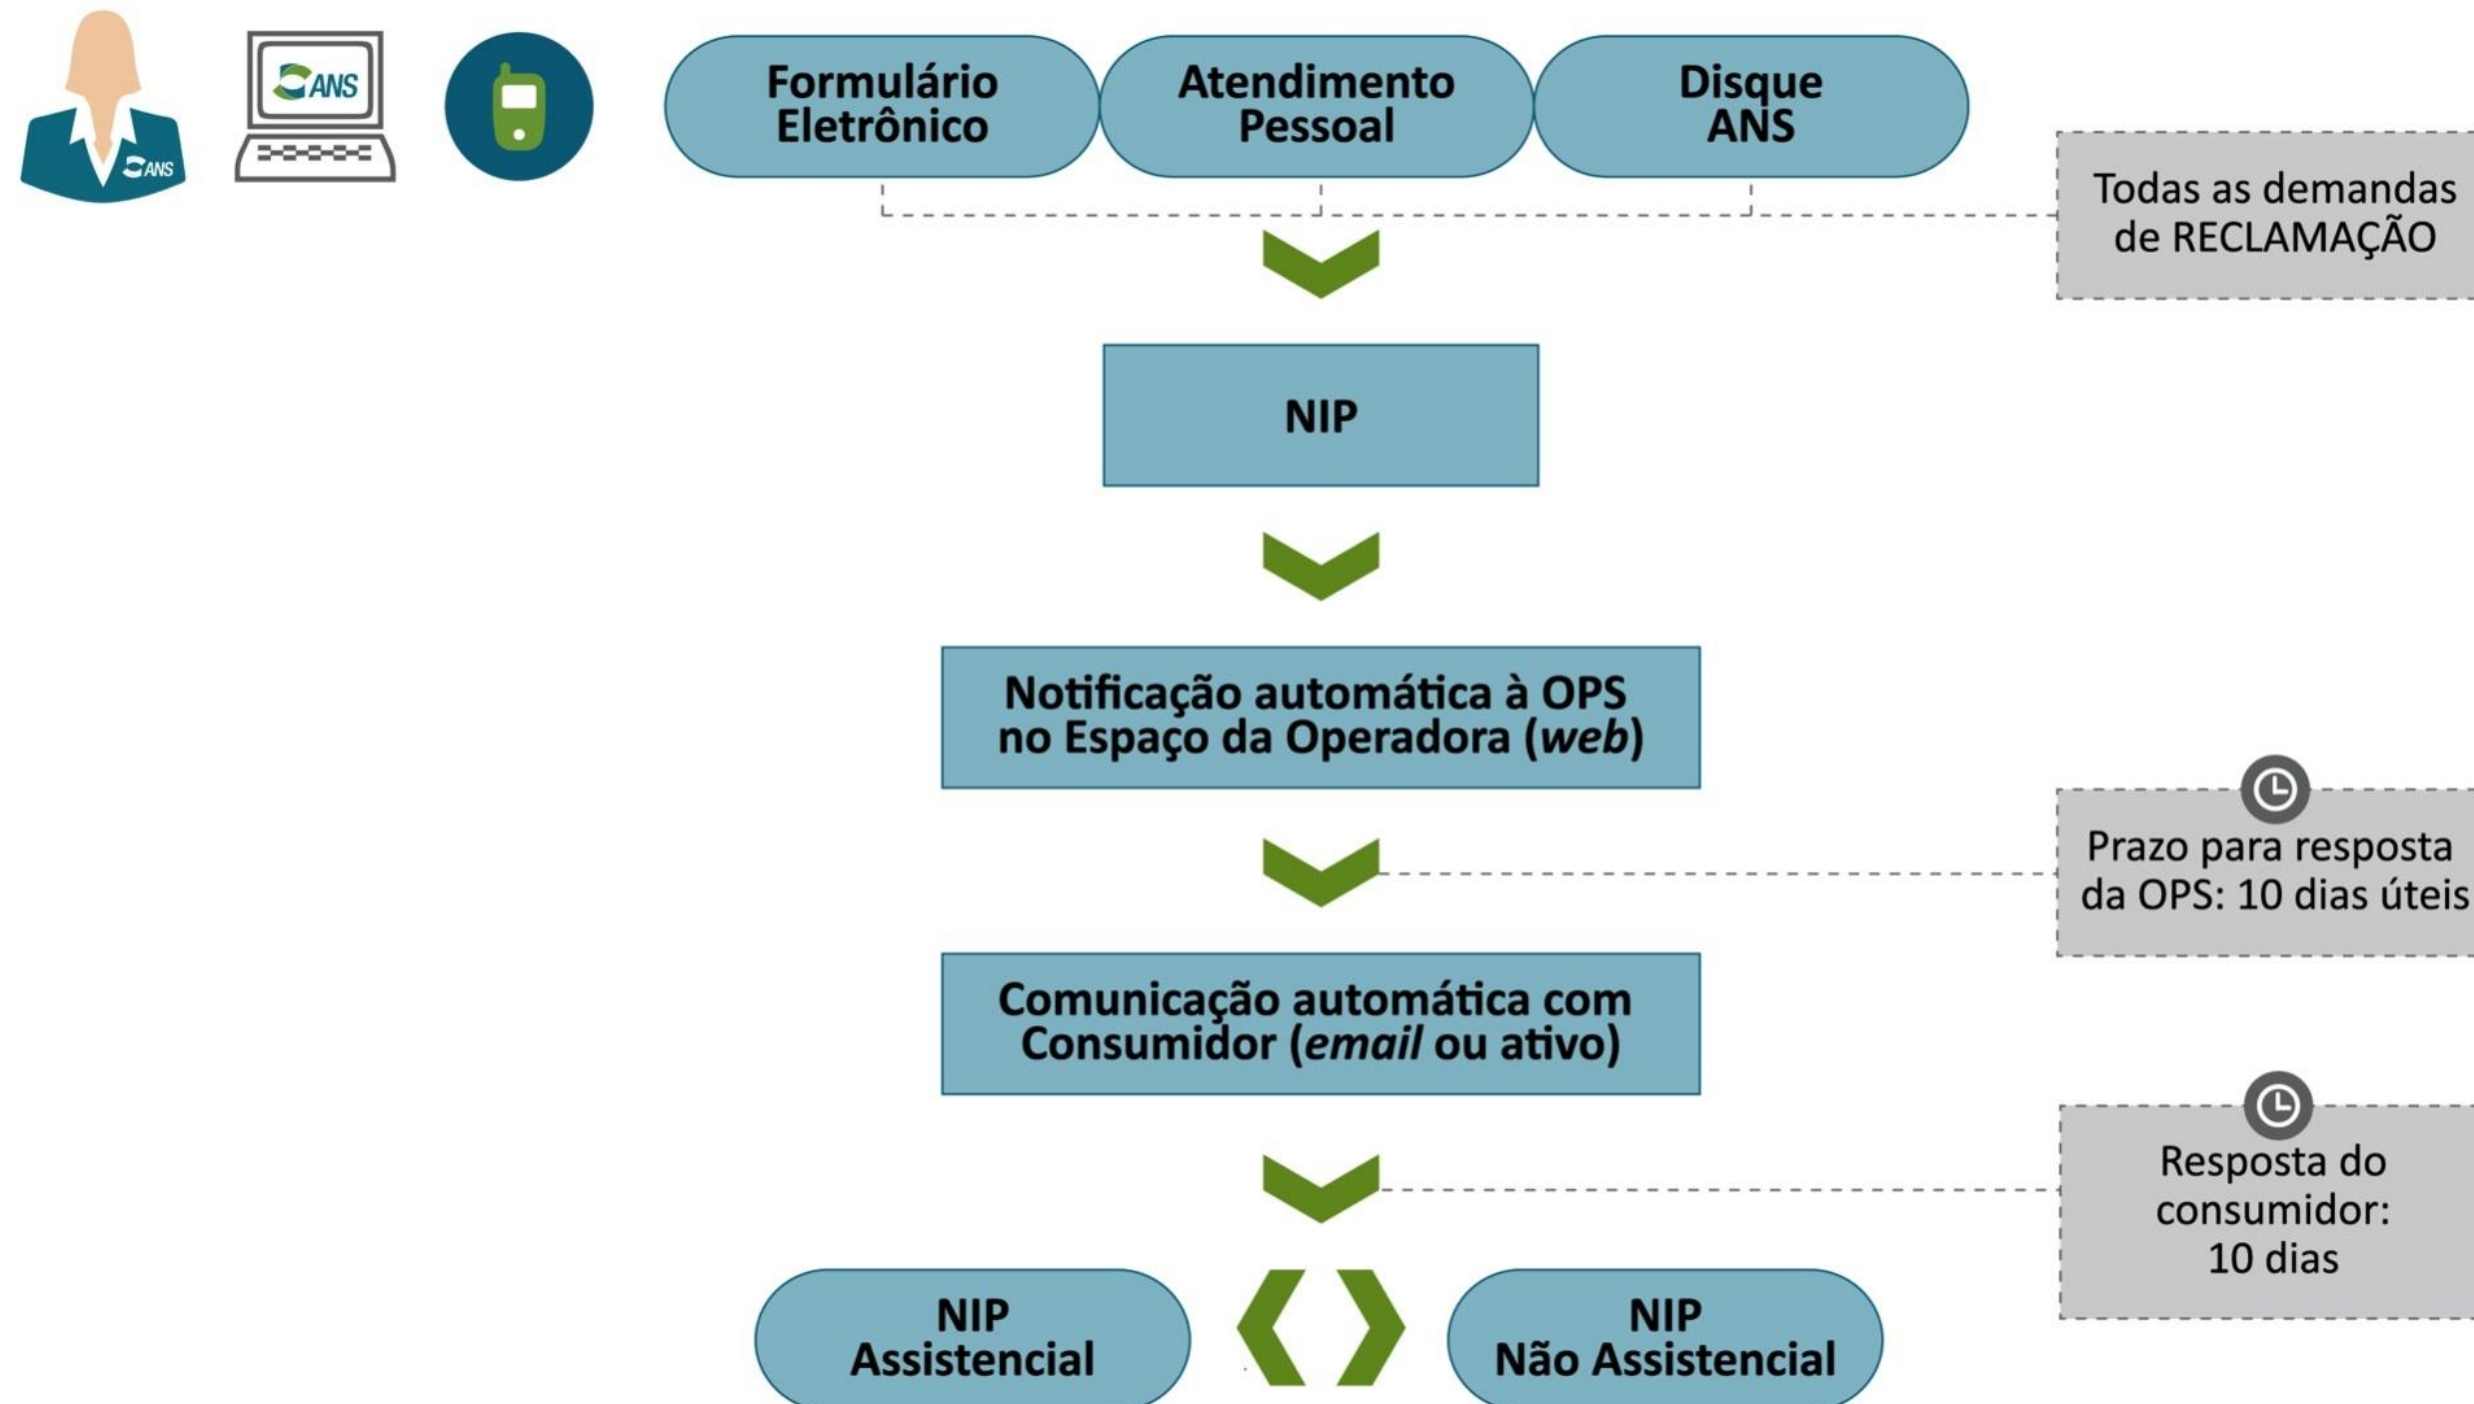 ANS
ANS
Formulário
Eletrônico
Atendimento
Pessoal
Disque
ANS
Todas as demandas
de RECLAMAÇÃO
NIP
Notificação automática à OPS
no Espaço da Operadora (web)
Prazo para resposta
da OPS: 10 dias úteis
Comunicação automática com
Consumidor (email ou ativo)
Resposta do
consumidor:
10 dias
NIP
Assistencial
NIP
Não Assistencial